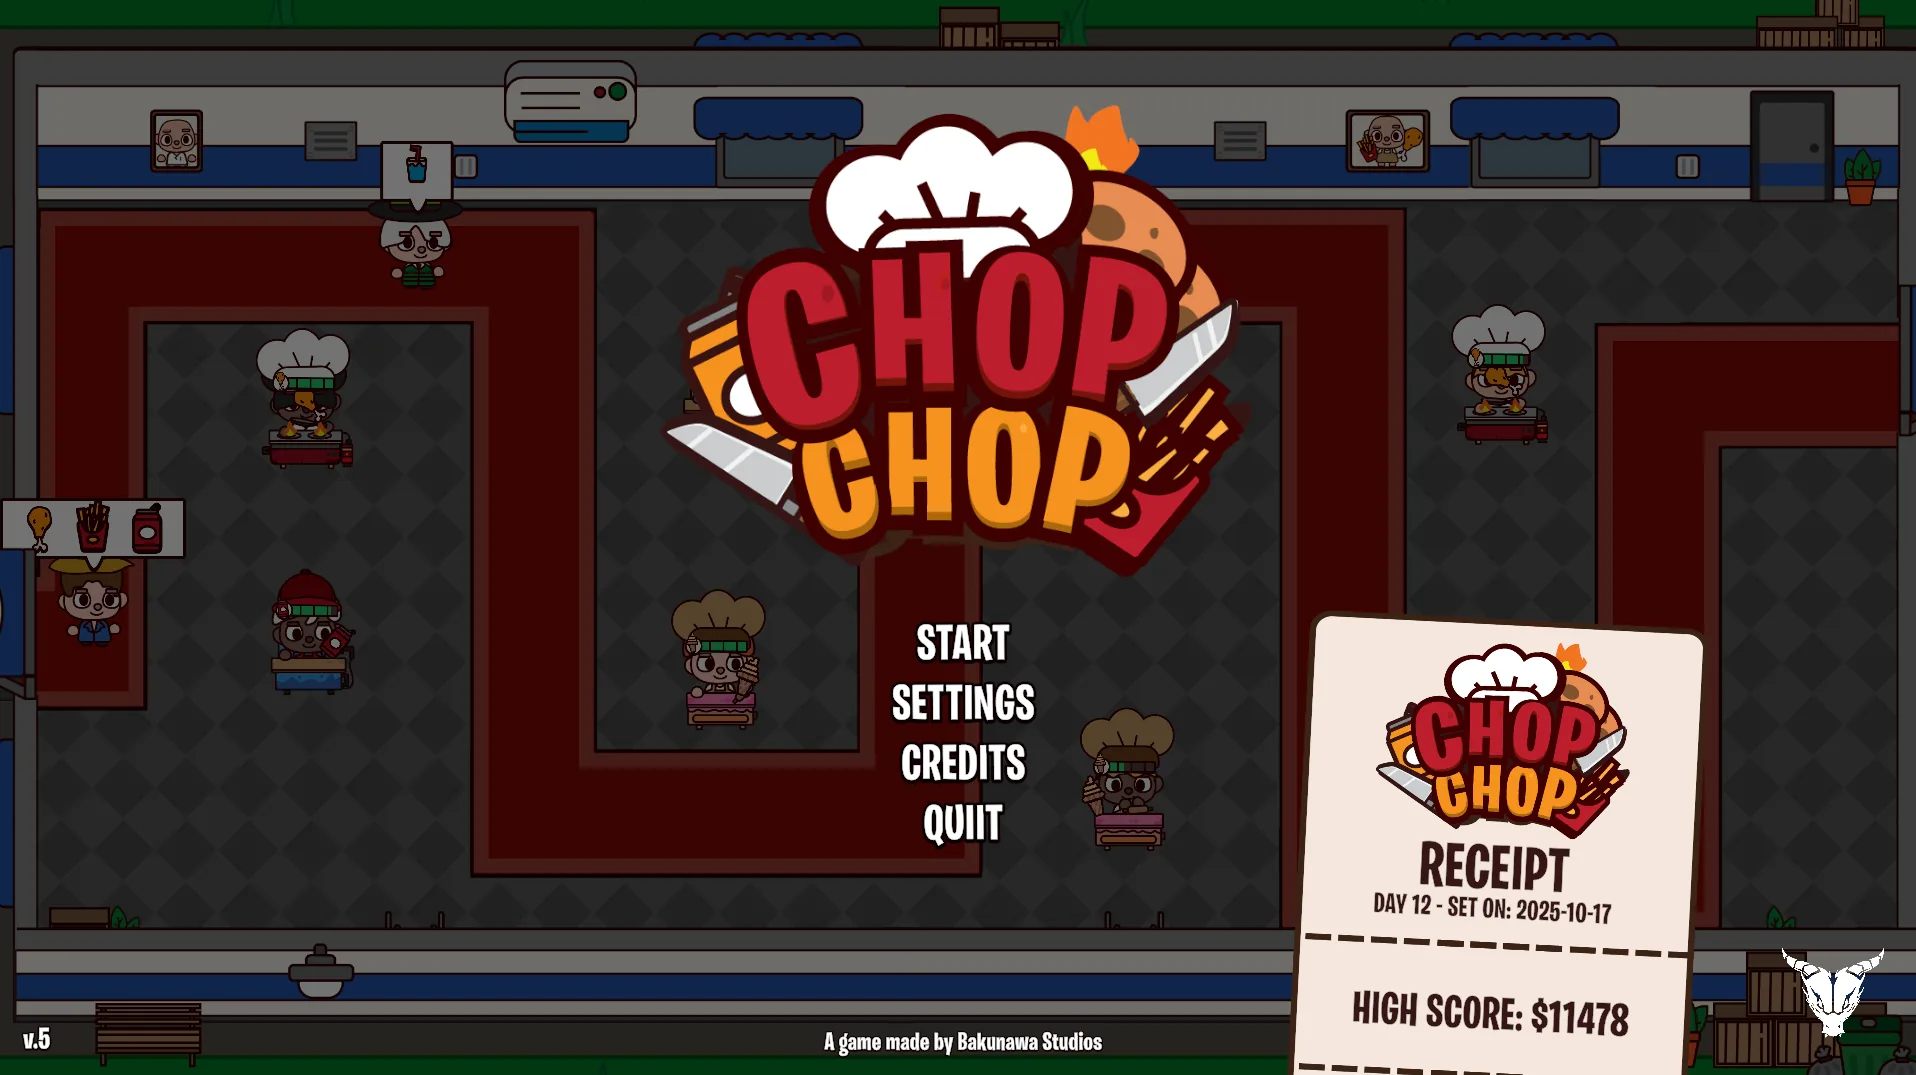 CHOP
CHOP
START
SETTINGS
CREDITS
QUIIT
CHOP
CHOP
RECEIPT
DAY 12 - SET ON: 2025-10-17
HIGH SCORE: $11478
v.5
A game made by Bakunawa Studios